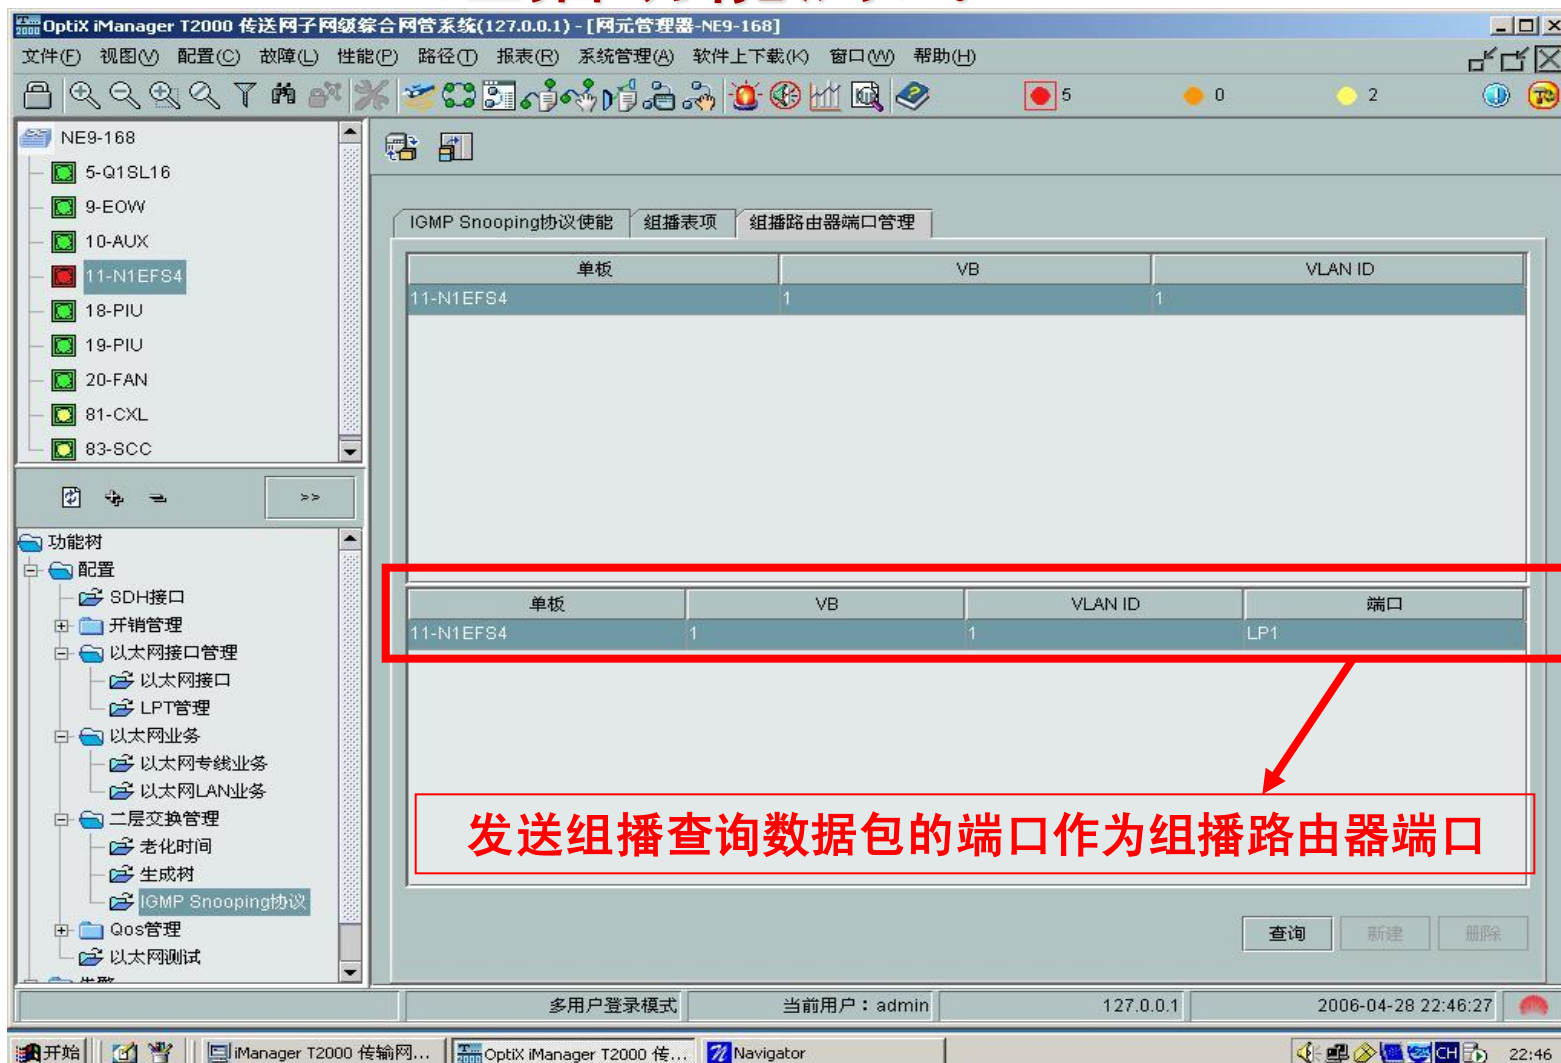 OptiX iManager T2000 传送网子网级综合网管系统(127.0.0.1) - [网元管理器-NE9-168]
文件(F) 视图(V) 配置(C) 故障(L) 性能(P) 路径(T) 报表(R) 系统管理(A) 软件上下载(K) 窗口(W) 帮助(H)
5 0 2
NE9-168
5-Q1SL16
9-EOW
10-AUX
11-N1EFS4
18-PIU
19-PIU
20-FAN
81-CXL
83-SCC
>>
功能树
配置
SDH接口
开销管理
以太网接口管理
以太网接口
LPT管理
以太网业务
以太网专线业务
以太网LAN业务
二层交换管理
老化时间
生成树
IGMP Snooping协议
Qos管理
以太网测试
IGMP Snooping协议使能 组播表项 组播路由器端口管理
单板 VB VLAN ID
11-N1EFS4 1 1
单板 VB VLAN ID 端口
11-N1EFS4 1 1 LP1
发送组播查询数据包的端口作为组播路由器端口
查询 新建 删除
多用户登录模式 当前用户：admin 127.0.0.1 2006-04-28 22:46:27
开始 iManager T2000 传输网... OptiX iManager T2000 传... Navigator CH 22:46